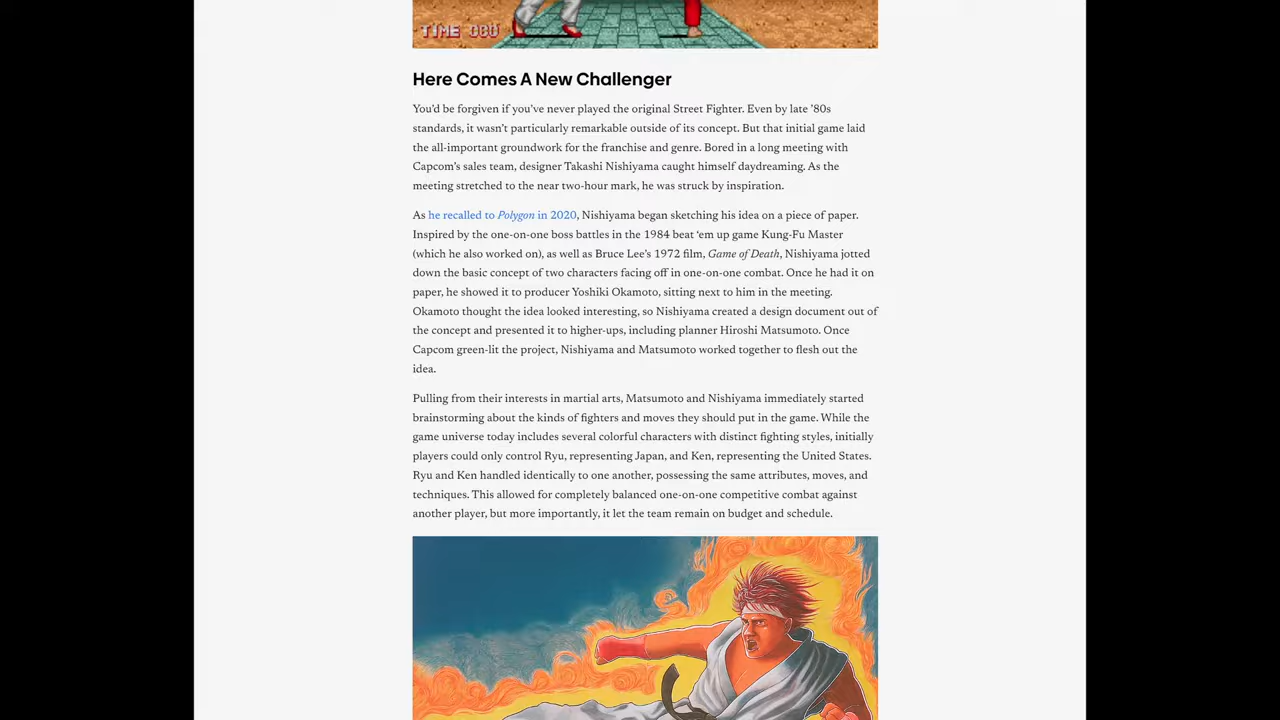 TIME 000
Here Comes A New Challenger
You’d be forgiven if you’ve never played the original Street Fighter. Even by late ’80s
standards, it wasn’t particularly remarkable outside of its concept. But that initial game laid
the all-important groundwork for the franchise and genre. Bored in a long meeting with
Capcom’s sales team, designer Takashi Nishiyama caught himself daydreaming. As the
meeting stretched to the near two-hour mark, he was struck by inspiration.
As he recalled to Polygon in 2020, Nishiyama began sketching his idea on a piece of paper.
Inspired by the one-on-one boss battles in the 1984 beat ‘em up game Kung-Fu Master
(which he also worked on), as well as Bruce Lee’s 1972 film, Game of Death, Nishiyama jotted
down the basic concept of two characters facing off in one-on-one combat. Once he had it on
paper, he showed it to producer Yoshiki Okamoto, sitting next to him in the meeting.
Okamoto thought the idea looked interesting, so Nishiyama created a design document out of
the concept and presented it to higher-ups, including planner Hiroshi Matsumoto. Once
Capcom green-lit the project, Nishiyama and Matsumoto worked together to flesh out the
idea.
Pulling from their interests in martial arts, Matsumoto and Nishiyama immediately started
brainstorming about the kinds of fighters and moves they should put in the game. While the
game universe today includes several colorful characters with distinct fighting styles, initially
players could only control Ryu, representing Japan, and Ken, representing the United States.
Ryu and Ken handled identically to one another, possessing the same attributes, moves, and
techniques. This allowed for completely balanced one-on-one competitive combat against
another player, but more importantly, it let the team remain on budget and schedule.